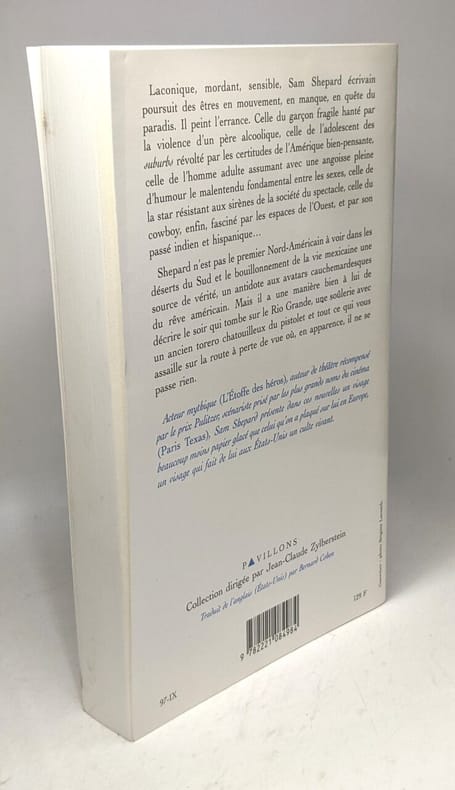 Laconique, mordant, sensible, Sam Shepard écrivain
poursuit des êtres en mouvement, en manque, en quête du
paradis. Il peint l'errance. Celle du garçon fragile hanté par
la violence d'un père alcoolique, celle de l'adolescent des
suburbs révolté par les certitudes de l'Amérique bien-pensante,
celle de l'homme adulte assumant avec une angoisse pleine
d'humour le malentendu fondamental entre les sexes, celle de
la star résistant aux sirènes de la société du spectacle, celle du
cowboy, enfin, fasciné par les espaces de l'Ouest, et par son
passé indien et hispanique...
Shepard n'est pas le premier Nord-Américain à voir dans les
déserts du Sud et le bouillonnement de la vie mexicaine une
source de vérité, un antidote aux avatars cauchemardesques
du rêve américain. Mais il a une manière bien à lui de
décrire le soir qui tombe sur le Rio Grande, une soûlerie avec
un ancien torero chatouilleux du pistolet et tout ce qui vous
assaille sur la route à perte de vue où, en apparence, il ne se
passe rien.
Acteur mythique (L'Étoffe des héros), auteur de théâtre récompensé
par le prix Pulitzer, scénariste prisé par les plus grands noms du cinéma
(Paris Texas), Sam Shepard présente dans ces nouvelles un visage
beaucoup moins papier glacé que celui qu'on a plaqué sur lui en Europe,
un visage qui fait de lui aux États-Unis un culte vivant.
PAVILLONS
Collection dirigée par Jean-Claude Zylberstein
Traduit de l'anglais (États-Unis) par Bernard Cohen
9 782221 084984
129 F
97-IX